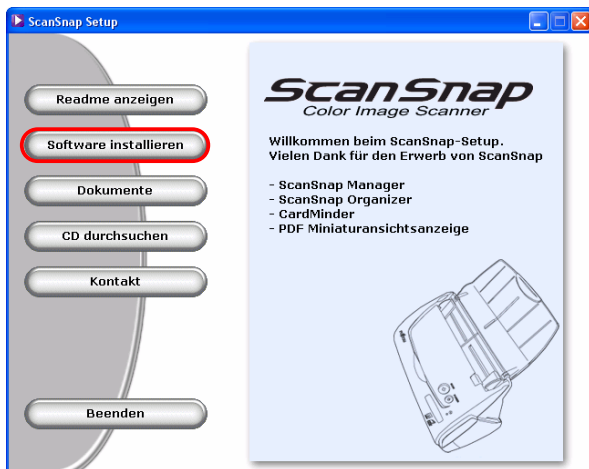 ScanSnap Setup
Readme anzeigen
Software installieren
Dokumente
CD durchsuchen
Kontakt
Beenden
ScanSnap
Color Image Scanner
Willkommen beim ScanSnap-Setup.
Vielen Dank für den Erwerb von ScanSnap
- ScanSnap Manager
- ScanSnap Organizer
- CardMinder
- PDF Miniaturansichtsanzeige